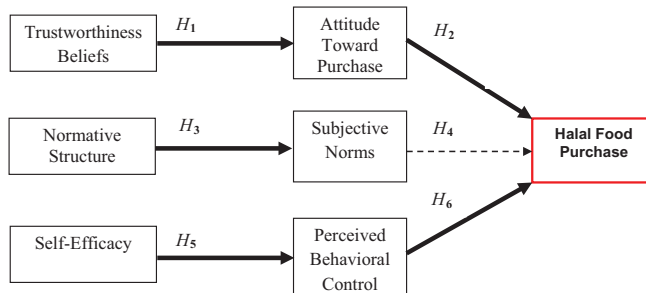 H1
Trustworthiness
Beliefs
Attitude
Toward
Purchase
H2
Normative
Structure
H3
Subjective
Norms
H4
Halal Food
Purchase
Self-Efficacy
H5
Perceived
Behavioral
Control
H6